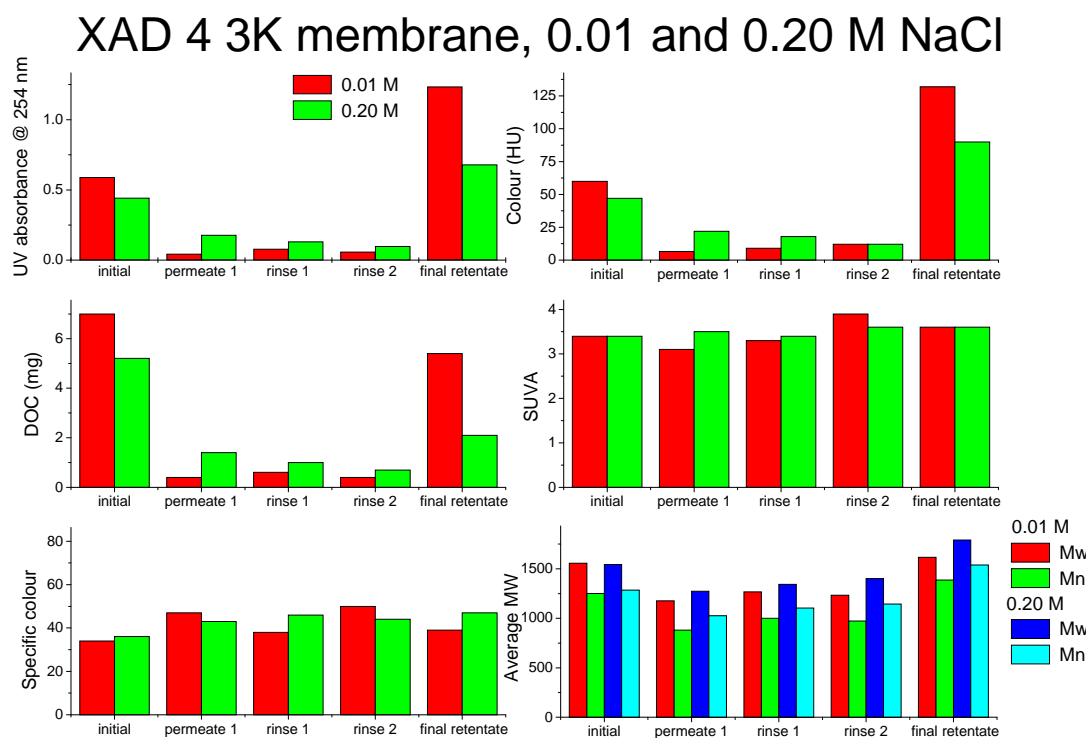 XAD 4 3K membrane, 0.01 and 0.20 M NaCl
UV absorbance @ 254 nm
1.0
0.5
0.0
0.01 M
0.20 M
initial permeate 1 rinse 1 rinse 2 final retentate
Colour (HU)
125
100
75
50
25
0
initial permeate 1 rinse 1 rinse 2 final retentate
DOC (mg)
6
4
2
0
initial permeate 1 rinse 1 rinse 2 final retentate
SUVA
4
3
2
1
0
initial permeate 1 rinse 1 rinse 2 final retentate
Specific colour
80
60
40
20
0
initial permeate 1 rinse 1 rinse 2 final retentate
Average MW
1500
1000
500
0
initial permeate 1 rinse 1 rinse 2 final retentate
0.01 M
Mw
Mn
0.20 M
Mw
Mn